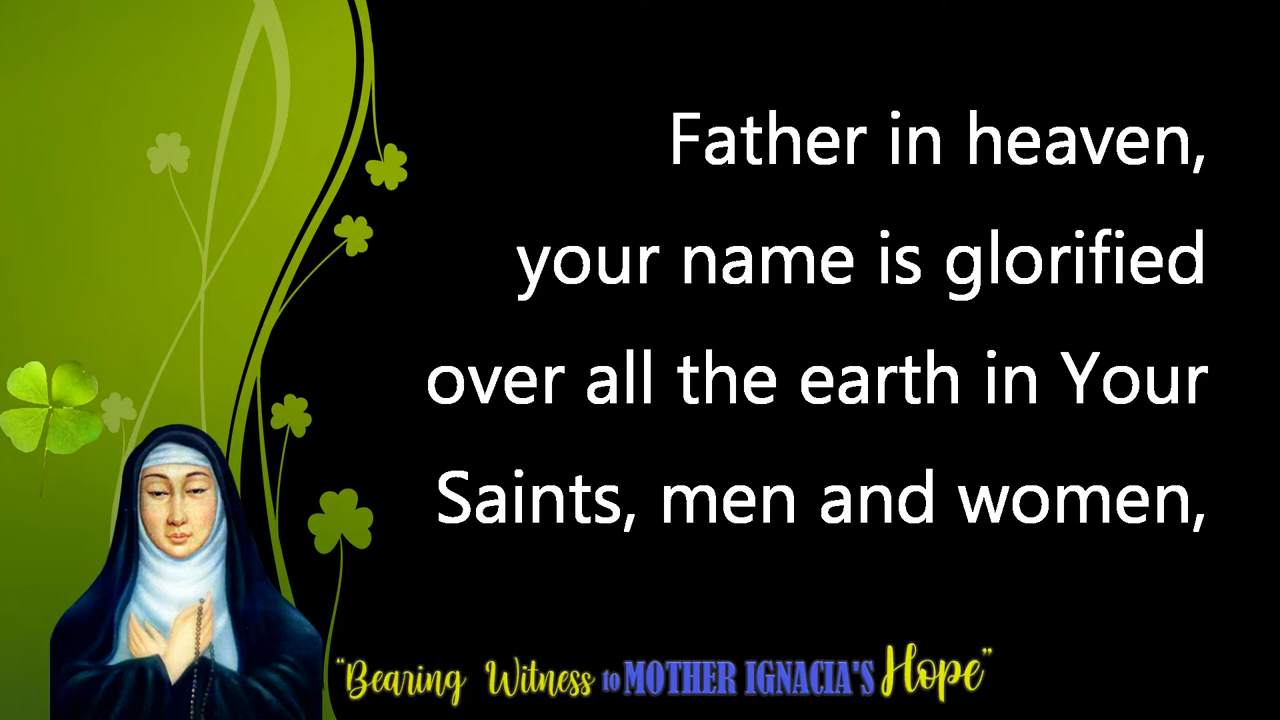 Father in heaven,
your name is glorified
over all the earth in Your
Saints, men and women,
"Bearing Witness to MOTHER IGNACIA'S Hope"